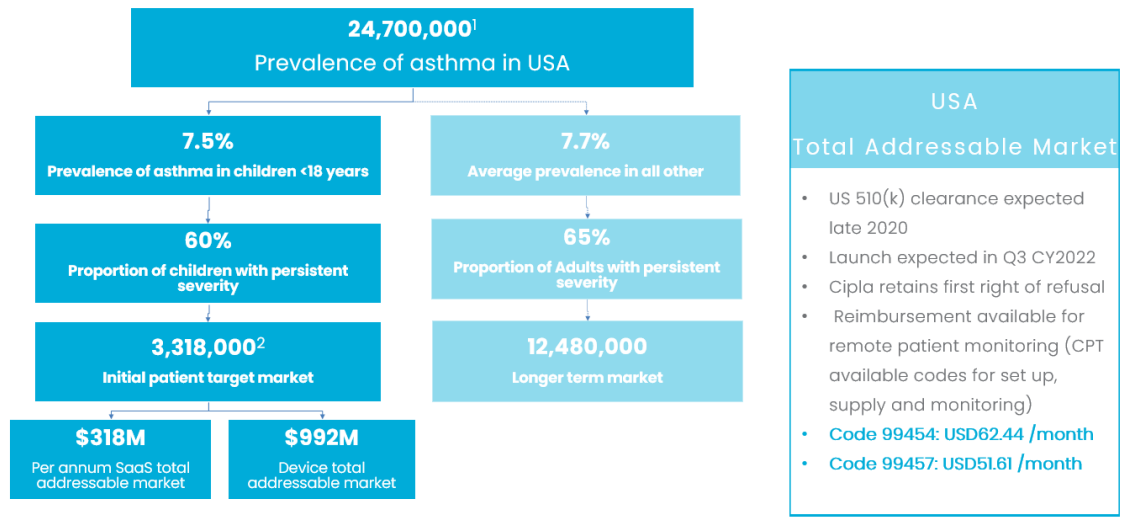 24,700,000¹
Prevalence of asthma in USA
7.5%
Prevalence of asthma in children <18 years
7.7%
Average prevalence in all other
60%
Proportion of children with persistent
severity
65%
Proportion of Adults with persistent
severity
3,318,000²
Initial patient target market
12,480,000
Longer term market
$318M
Per annum SaaS total
addressable market
$992M
Device total
addressable market
USA
Total Addressable Market
• US 510(k) clearance expected
late 2020
• Launch expected in Q3 CY2022
• Cipla retains first right of refusal
• Reimbursement available for
remote patient monitoring (CPT
available codes for set up,
supply and monitoring)
• Code 99454: USD62.44 /month
• Code 99457: USD51.61 /month